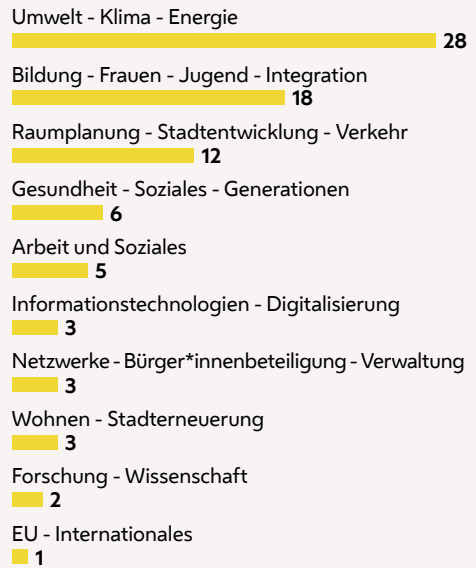 Umwelt - Klima - Energie
28
Bildung - Frauen - Jugend - Integration
18
Raumplanung - Stadtentwicklung - Verkehr
12
Gesundheit - Soziales - Generationen
6
Arbeit und Soziales
5
Informationstechnologien - Digitalisierung
3
Netzwerke - Bürger*innenbeteiligung - Verwaltung
3
Wohnen - Stadterneuerung
3
Forschung - Wissenschaft
2
EU - Internationales
1